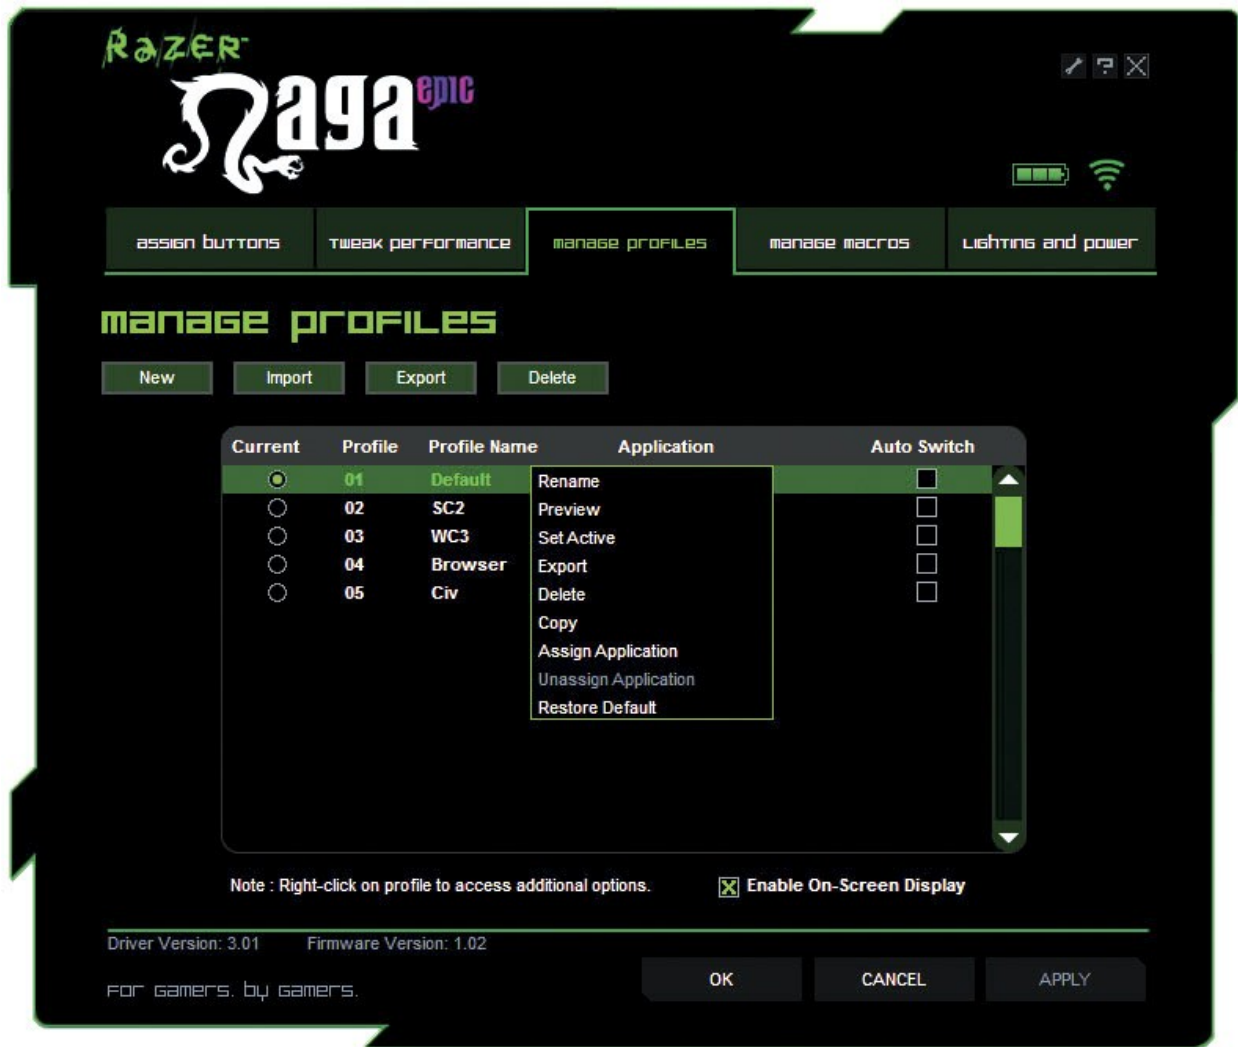 RAZER™
Naga epic
assign buttons
tweak performance
manage profiles
manage macros
Lighting and power
manage profiles
New
Import
Export
Delete
Current Profile Profile Name Application Auto Switch
01 Default
02 SC2
03 WC3
04 Browser
05 Civ
Rename
Preview
Set Active
Export
Delete
Copy
Assign Application
Unassign Application
Restore Default
Note : Right-click on profile to access additional options.
Enable On-Screen Display
Driver Version: 3.01 Firmware Version: 1.02
For gamers. by gamers.
OK
CANCEL
APPLY